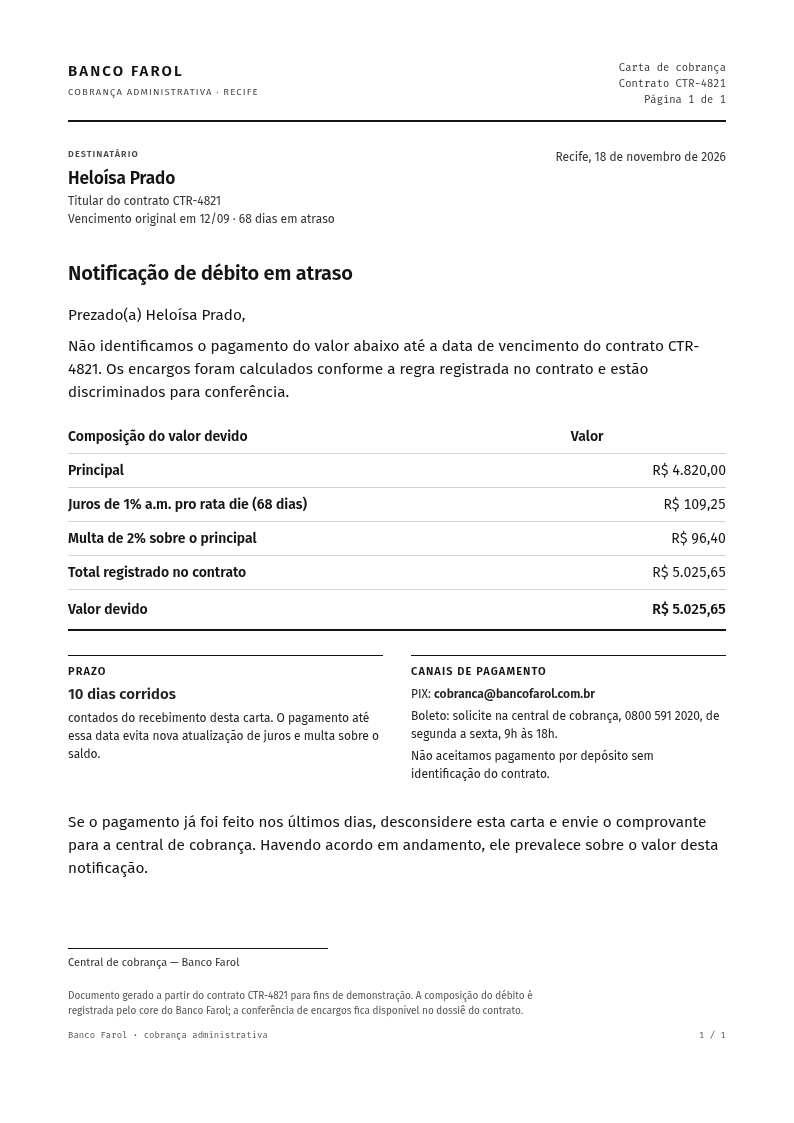 BANCO FAROL
COBRANÇA ADMINISTRATIVA · RECIFE
Carta de cobrança
Contrato CTR-4821
Página 1 de 1
DESTINATÁRIO
Heloísa Prado
Titular do contrato CTR-4821
Vencimento original em 12/09 · 68 dias em atraso
Recife, 18 de novembro de 2026
Notificação de débito em atraso
Prezado(a) Heloísa Prado,
Não identificamos o pagamento do valor abaixo até a data de vencimento do contrato CTR-
4821. Os encargos foram calculados conforme a regra registrada no contrato e estão
discriminados para conferência.
Composição do valor devido Valor
Principal R$ 4.820,00
Juros de 1% a.m. pro rata die (68 dias) R$ 109,25
Multa de 2% sobre o principal R$ 96,40
Total registrado no contrato R$ 5.025,65
Valor devido R$ 5.025,65
PRAZO
10 dias corridos
contados do recebimento desta carta. O pagamento até
essa data evita nova atualização de juros e multa sobre o
saldo.
CANAIS DE PAGAMENTO
PIX: cobranca@bancofarol.com.br
Boleto: solicite na central de cobrança, 0800 591 2020, de
segunda a sexta, 9h às 18h.
Não aceitamos pagamento por depósito sem
identificação do contrato.
Se o pagamento já foi feito nos últimos dias, desconsidere esta carta e envie o comprovante
para a central de cobrança. Havendo acordo em andamento, ele prevalece sobre o valor desta
notificação.
Central de cobrança — Banco Farol
Documento gerado a partir do contrato CTR-4821 para fins de demonstração. A composição do débito é
registrada pelo core do Banco Farol; a conferência de encargos fica disponível no dossiê do contrato.
Banco Farol · cobrança administrativa 1 / 1